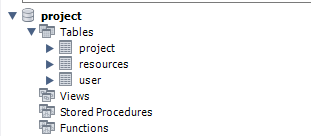 project
Tables
project
resources
user
Views
Stored Procedures
Functions